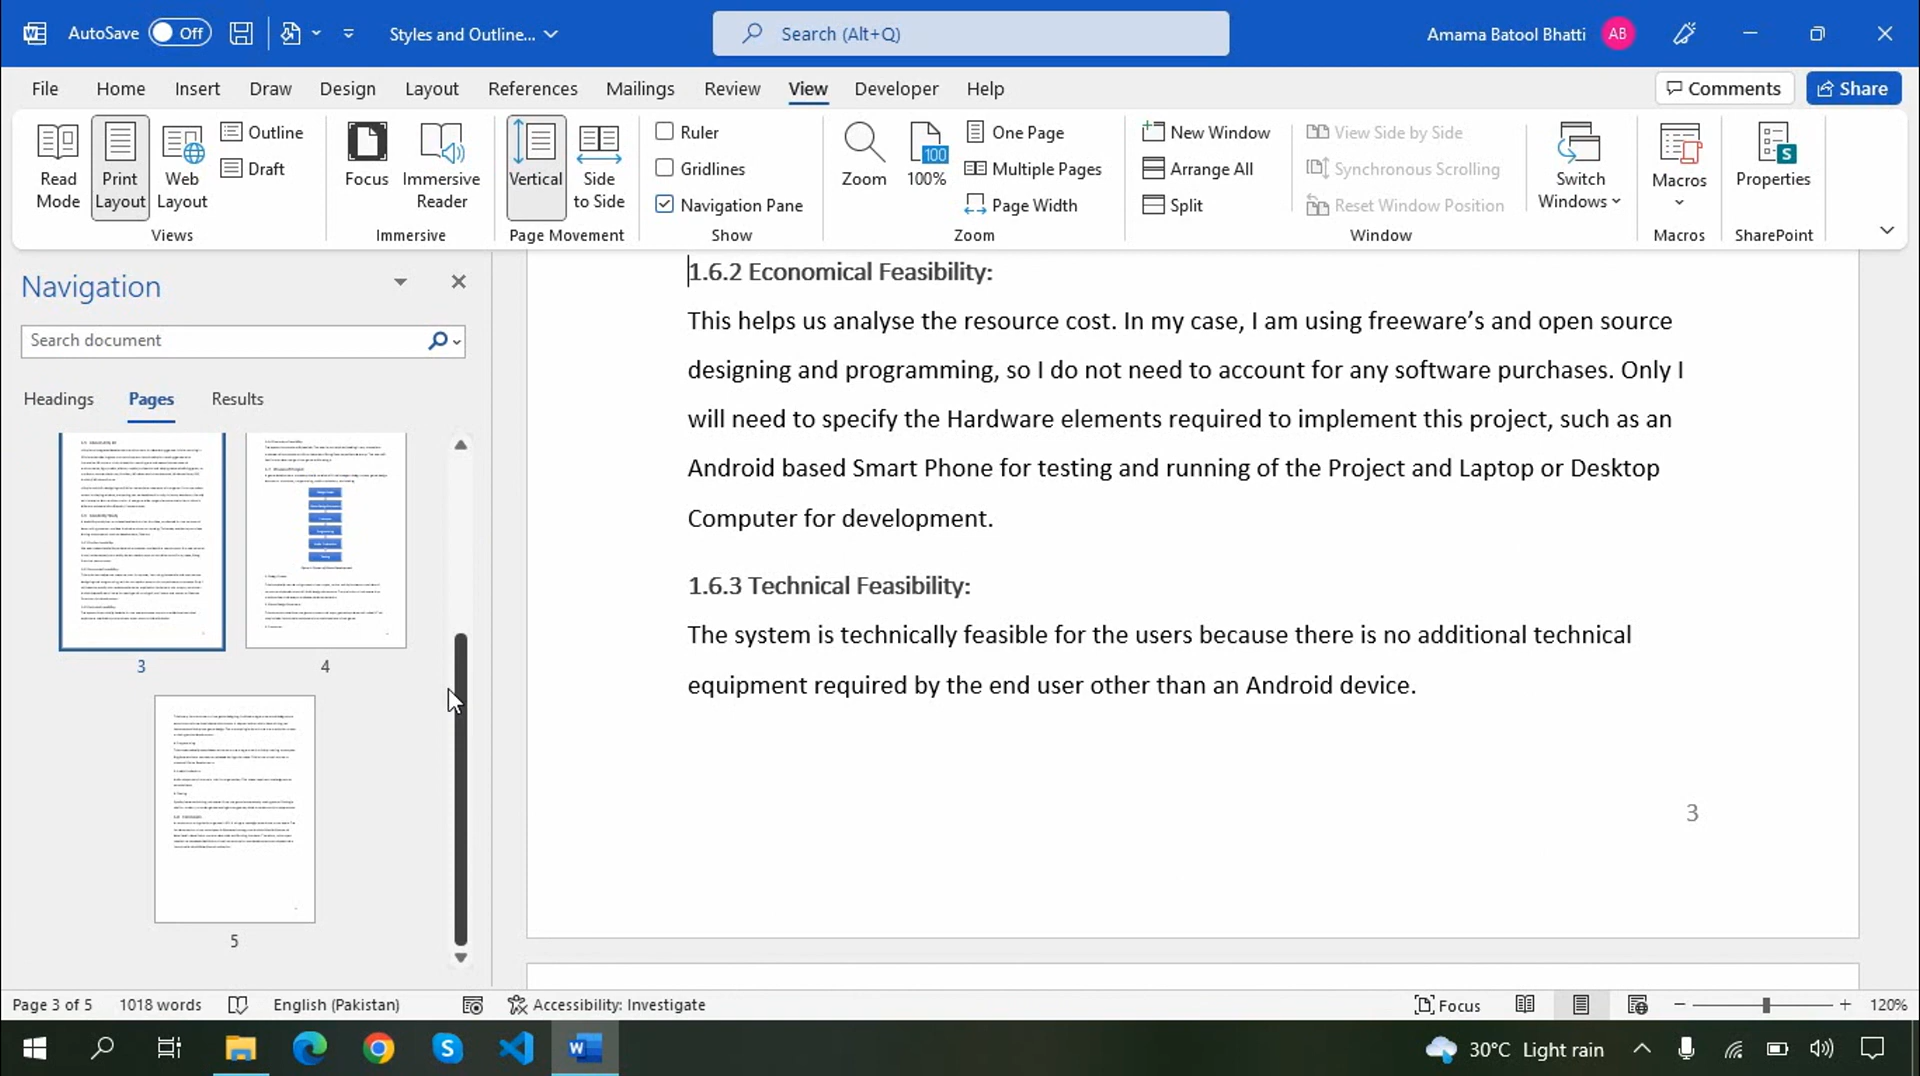 AutoSave Off Styles and Outline... Search (Alt+Q) Amama Batool Bhatti AB
File Home Insert Draw Design Layout References Mailings Review View Developer Help Comments Share
Read Mode
Print Layout
Web Layout
Outline
Draft
Views
Focus
Immersive Reader
Immersive
Vertical
Side to Side
Page Movement
Ruler
Gridlines
Navigation Pane
Show
Zoom
100
100%
One Page
Multiple Pages
Page Width
Zoom
New Window
Arrange All
Split
View Side by Side
Synchronous Scrolling
Reset Window Position
Switch Windows
Window
Macros
Macros
S
Properties
SharePoint
Navigation
Search document
Headings Pages Results
3 4
5
1.6.2 Economical Feasibility:
This helps us analyse the resource cost. In my case, I am using freeware’s and open source
designing and programming, so I do not need to account for any software purchases. Only I
will need to specify the Hardware elements required to implement this project, such as an
Android based Smart Phone for testing and running of the Project and Laptop or Desktop
Computer for development.
1.6.3 Technical Feasibility:
The system is technically feasible for the users because there is no additional technical
equipment required by the end user other than an Android device.
3
Page 3 of 5 1018 words English (Pakistan) Accessibility: Investigate Focus 120%
30°C Light rain